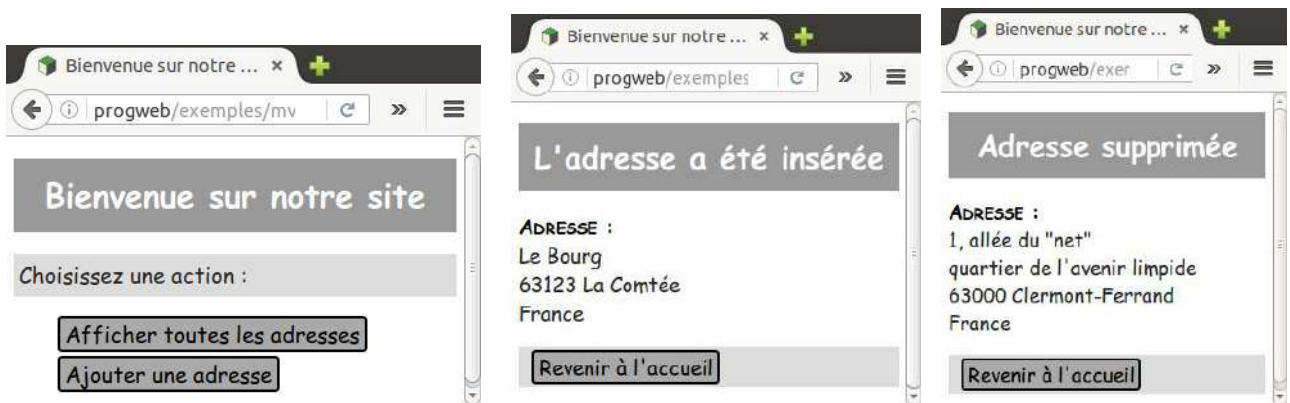 Bienvenue sur notre ... ×
progweb/exemples/mv
Bienvenue sur notre site
Choisissez une action :
Afficher toutes les adresses
Ajouter une adresse
Bienvenue sur notre ... ×
progweb/exemples
L'adresse a été insérée
ADRESSE :
Le Bourg
63123 La Comtée
France
Revenir à l'accueil
Bienvenue sur notre ... ×
progweb/exer
Adresse supprimée
ADRESSE :
1, allée du "net"
quartier de l'avenir limpide
63000 Clermont-Ferrand
France
Revenir à l'accueil